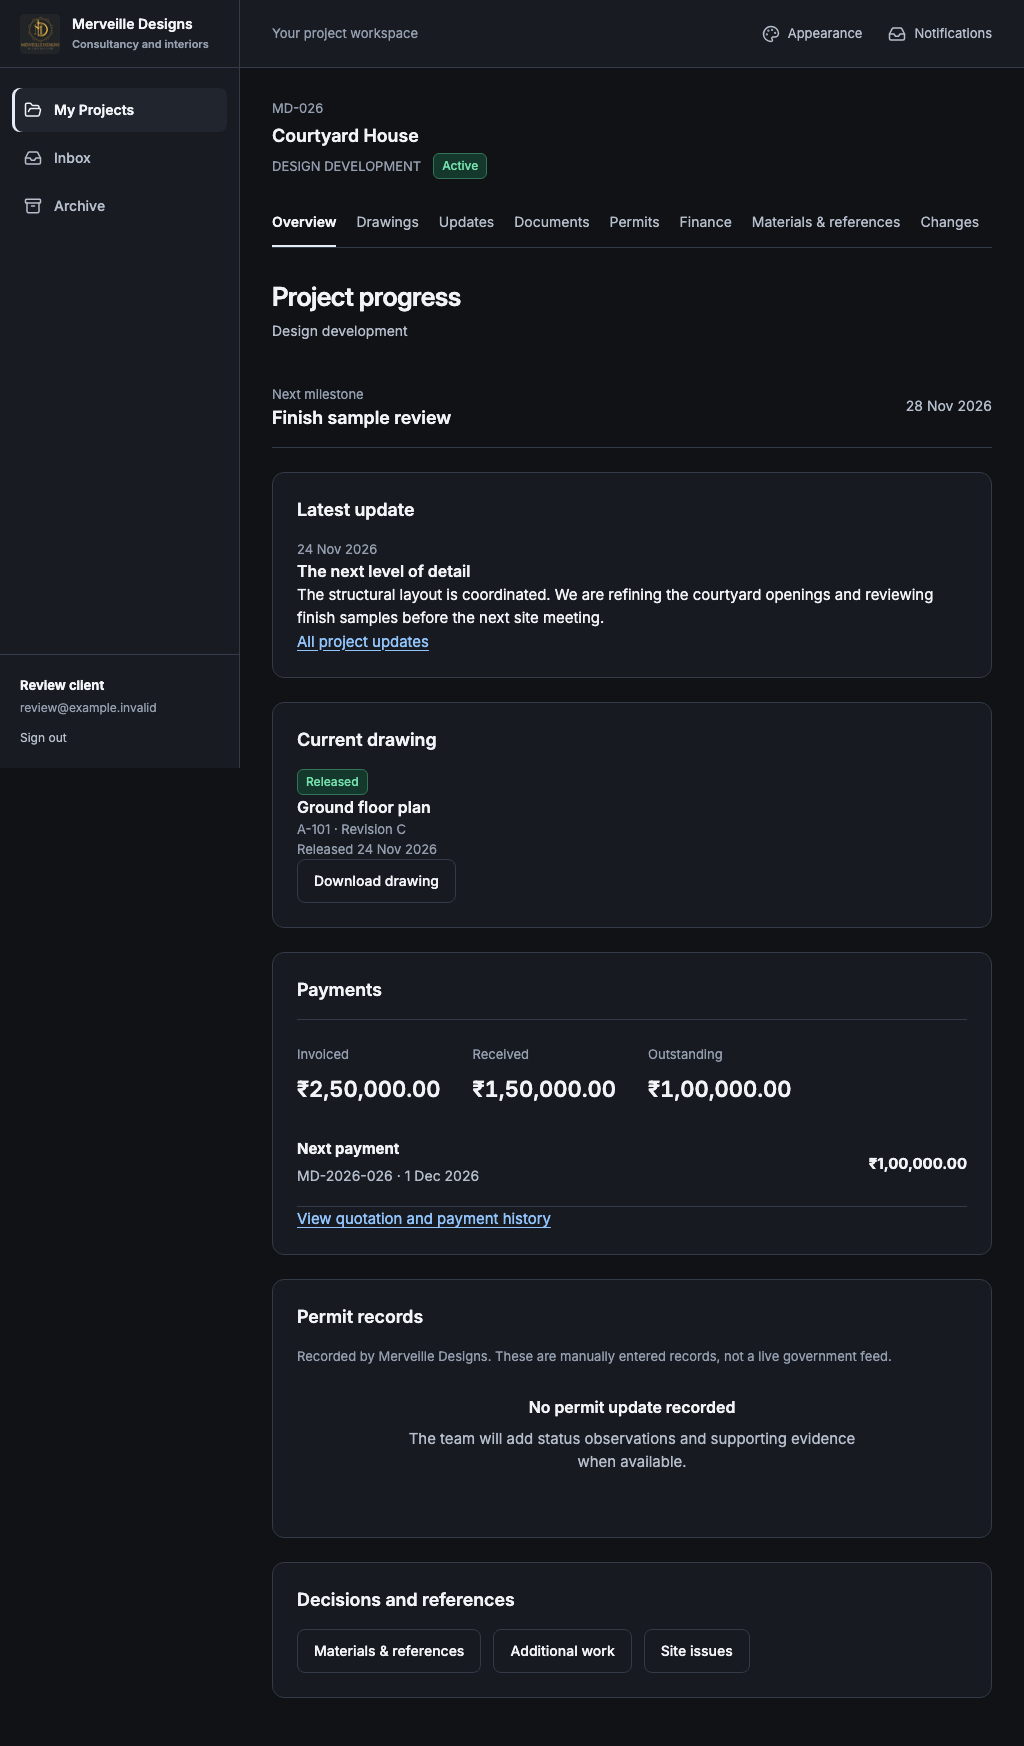 Merveille Designs
Consultancy and interiors
Your project workspace
Appearance
Notifications
My Projects
Inbox
Archive
MD-026
Courtyard House
DESIGN DEVELOPMENT Active
Overview Drawings Updates Documents Permits Finance Materials & references Changes
Project progress
Design development
Next milestone
Finish sample review
28 Nov 2026
Latest update
24 Nov 2026
The next level of detail
The structural layout is coordinated. We are refining the courtyard openings and reviewing
finish samples before the next site meeting.
All project updates
Review client
review@example.invalid
Sign out
Current drawing
Released
Ground floor plan
A-101 · Revision C
Released 24 Nov 2026
Download drawing
Payments
Invoiced Received Outstanding
₹2,50,000.00 ₹1,50,000.00 ₹1,00,000.00
Next payment
MD-2026-026 · 1 Dec 2026
₹1,00,000.00
View quotation and payment history
Permit records
Recorded by Merveille Designs. These are manually entered records, not a live government feed.
No permit update recorded
The team will add status observations and supporting evidence
when available.
Decisions and references
Materials & references Additional work Site issues